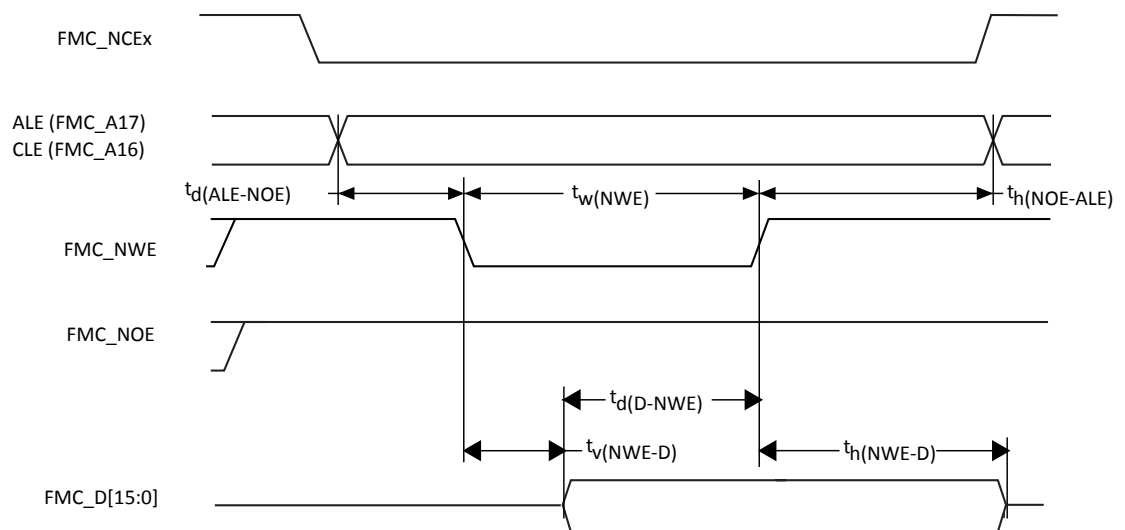 FMC_NCEx
ALE (FMC_A17)
CLE (FMC_A16)
td(ALE-NOE)
tw(NWE)
th(NOE-ALE)
FMC_NWE
FMC_NOE
td(D-NWE)
tv(NWE-D)
th(NWE-D)
FMC_D[15:0]